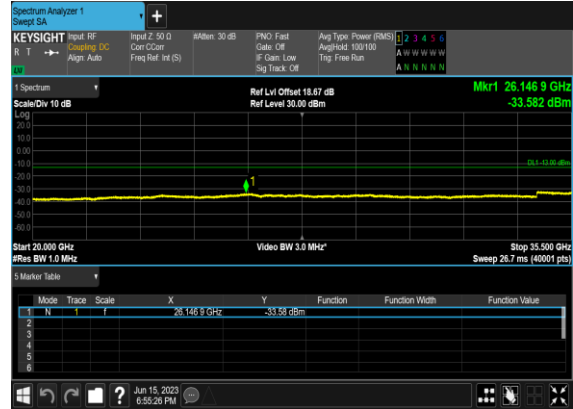 Spectrum Analyzer 1
Swept SA
KEYSIGHT
R T
LM
Input: RF
Coupling: DC
Align: Auto
Input Z: 50 Ω
Corr CCorr
Freq Ref: Int (S)
#Atten: 30 dB
PNO: Fast
Gate: Off
IF Gain: Low
Sig Track: Off
Avg Type: Power (RMS)
Avg|Hold: 100/100
Trig: Free Run
1 2 3 4 5 6
A W W W W W
A N N N N N
1 Spectrum
Scale/Div 10 dB
Ref Lvl Offset 18.67 dB
Ref Level 30.00 dBm
Mkr1 26.146 9 GHz
-33.582 dBm
Log
20.0
10.0
0.00
-10.0
-20.0
-30.0
-40.0
-50.0
-60.0
DL1 -13.00 dBm
1
Start 20.000 GHz
#Res BW 1.0 MHz
Video BW 3.0 MHz*
Stop 35.500 GHz
Sweep 26.7 ms (40001 pts)
5 Marker Table
Mode Trace Scale X Y Function Function Width Function Value
1 N 1 f 26.146 9 GHz -33.58 dBm
2
3
4
5
6
Jun 15, 2023
6:55:26 PM